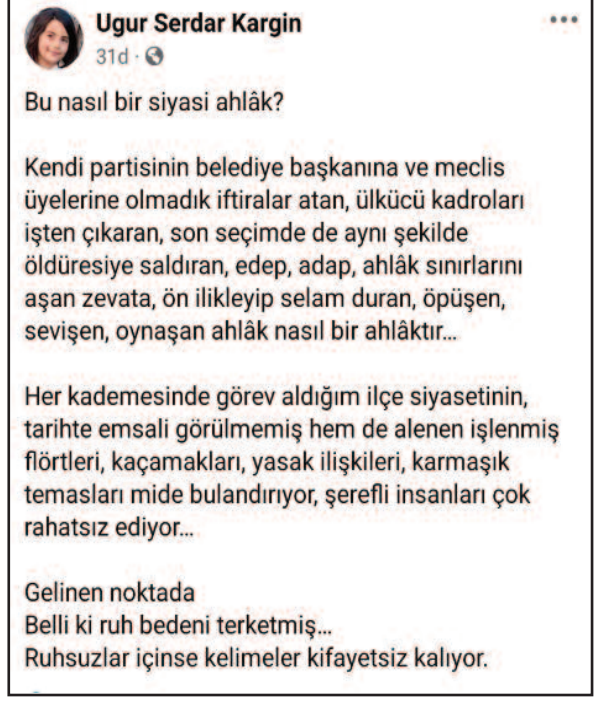 Ugur Serdar Kargin
31d ·
Bu nasıl bir siyasi ahlâk?
Kendi partisinin belediye başkanına ve meclis
üyelerine olmadık iftiralar atan, ülkücü kadroları
işten çıkaran, son seçimde de aynı şekilde
öldüresiye saldıran, edep, adap, ahlâk sınırlarını
aşan zevata, ön ilikleyip selam duran, öpüşen,
sevişen, oynaşan ahlâk nasıl bir ahlâktır...
Her kademesinde görev aldığım ilçe siyasetinin,
tarihte emsali görülmemiş hem de alenen işlenmiş
flörtleri, kaçamakları, yasak ilişkileri, karmaşık
temasları mide bulandırıyor, şerefli insanları çok
rahatsız ediyor...
Gelinen noktada
Belli ki ruh bedeni terketmiş...
Ruhsuzlar içinse kelimeler kifayetsiz kalıyor.